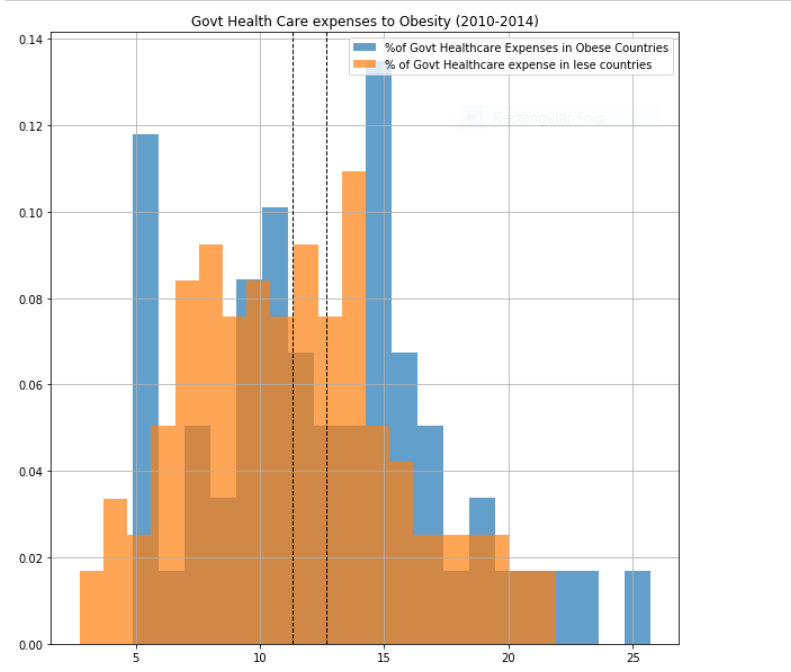 Govt Health Care expenses to Obesity (2010-2014)
%of Govt Healthcare Expenses in Obese Countries
% of Govt Healthcare expense in lese countries
Rectangular Snip
0.14
0.12
0.10
0.08
0.06
0.04
0.02
0.00
5 10 15 20 25